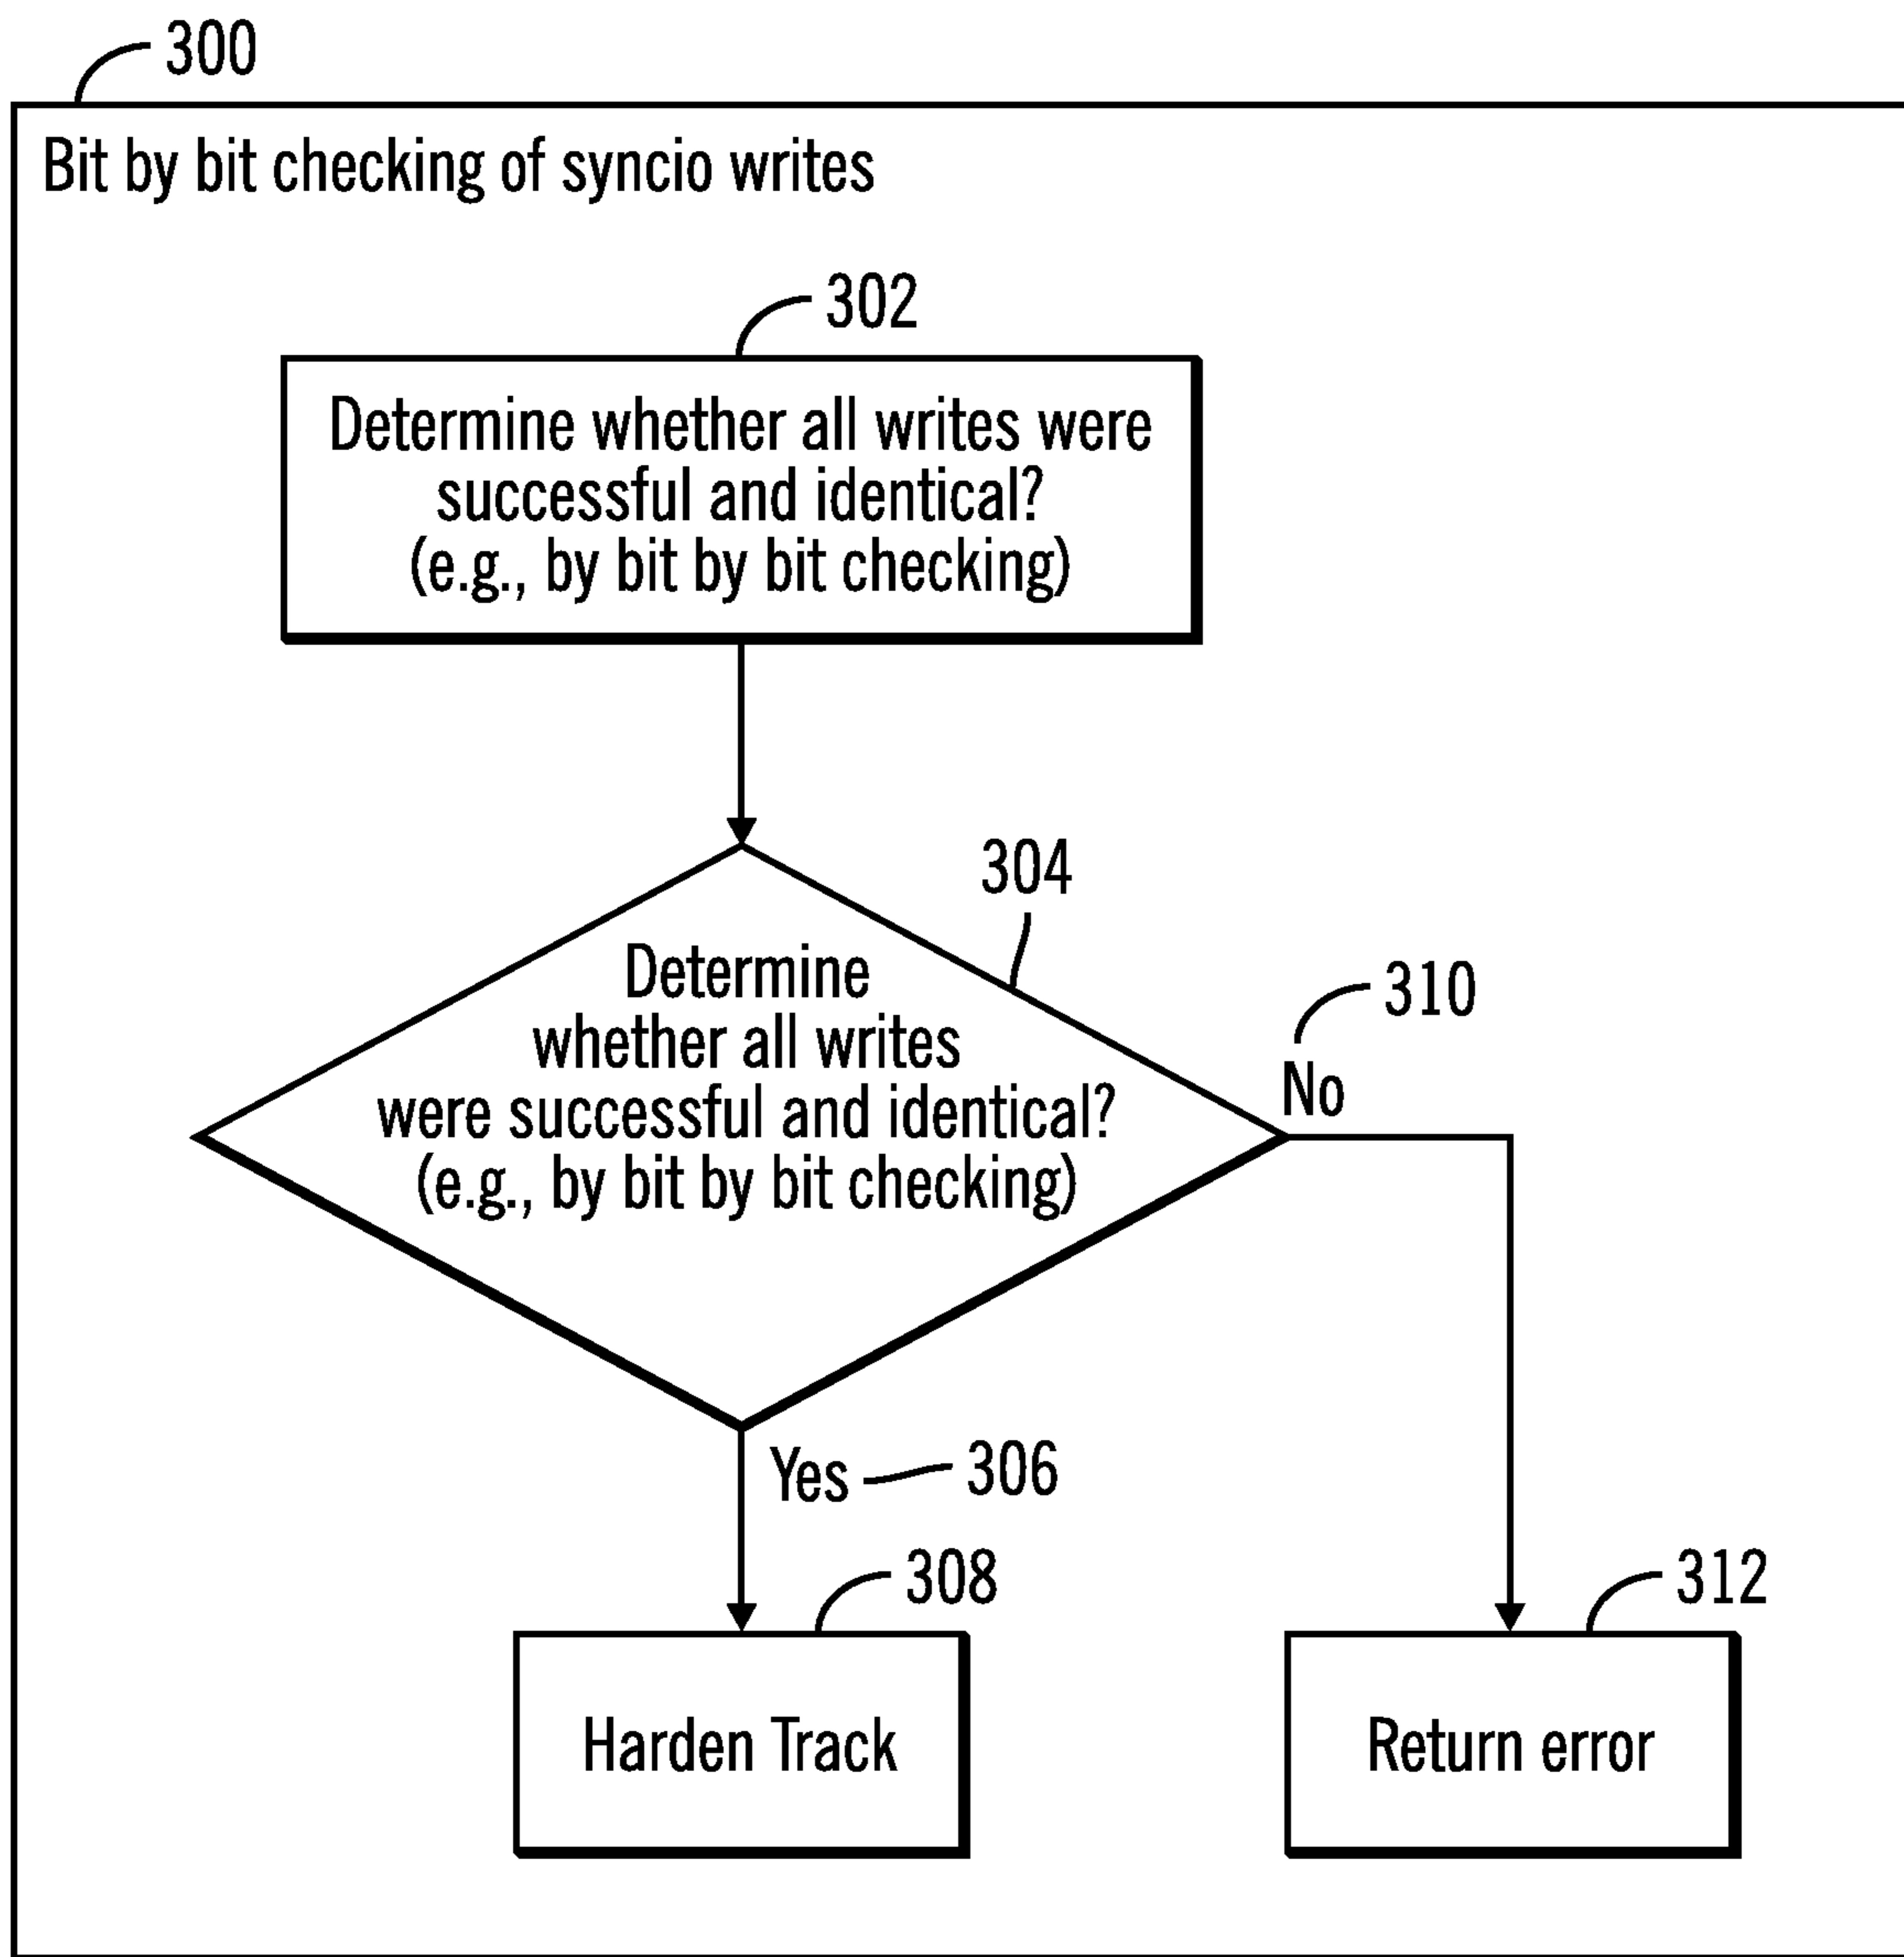 300
Bit by bit checking of syncio writes
302
Determine whether all writes were
successful and identical?
(e.g., by bit by bit checking)
304
Determine
whether all writes
were successful and identical?
(e.g., by bit by bit checking)
310
No
Yes
306
308
Harden Track
312
Return error